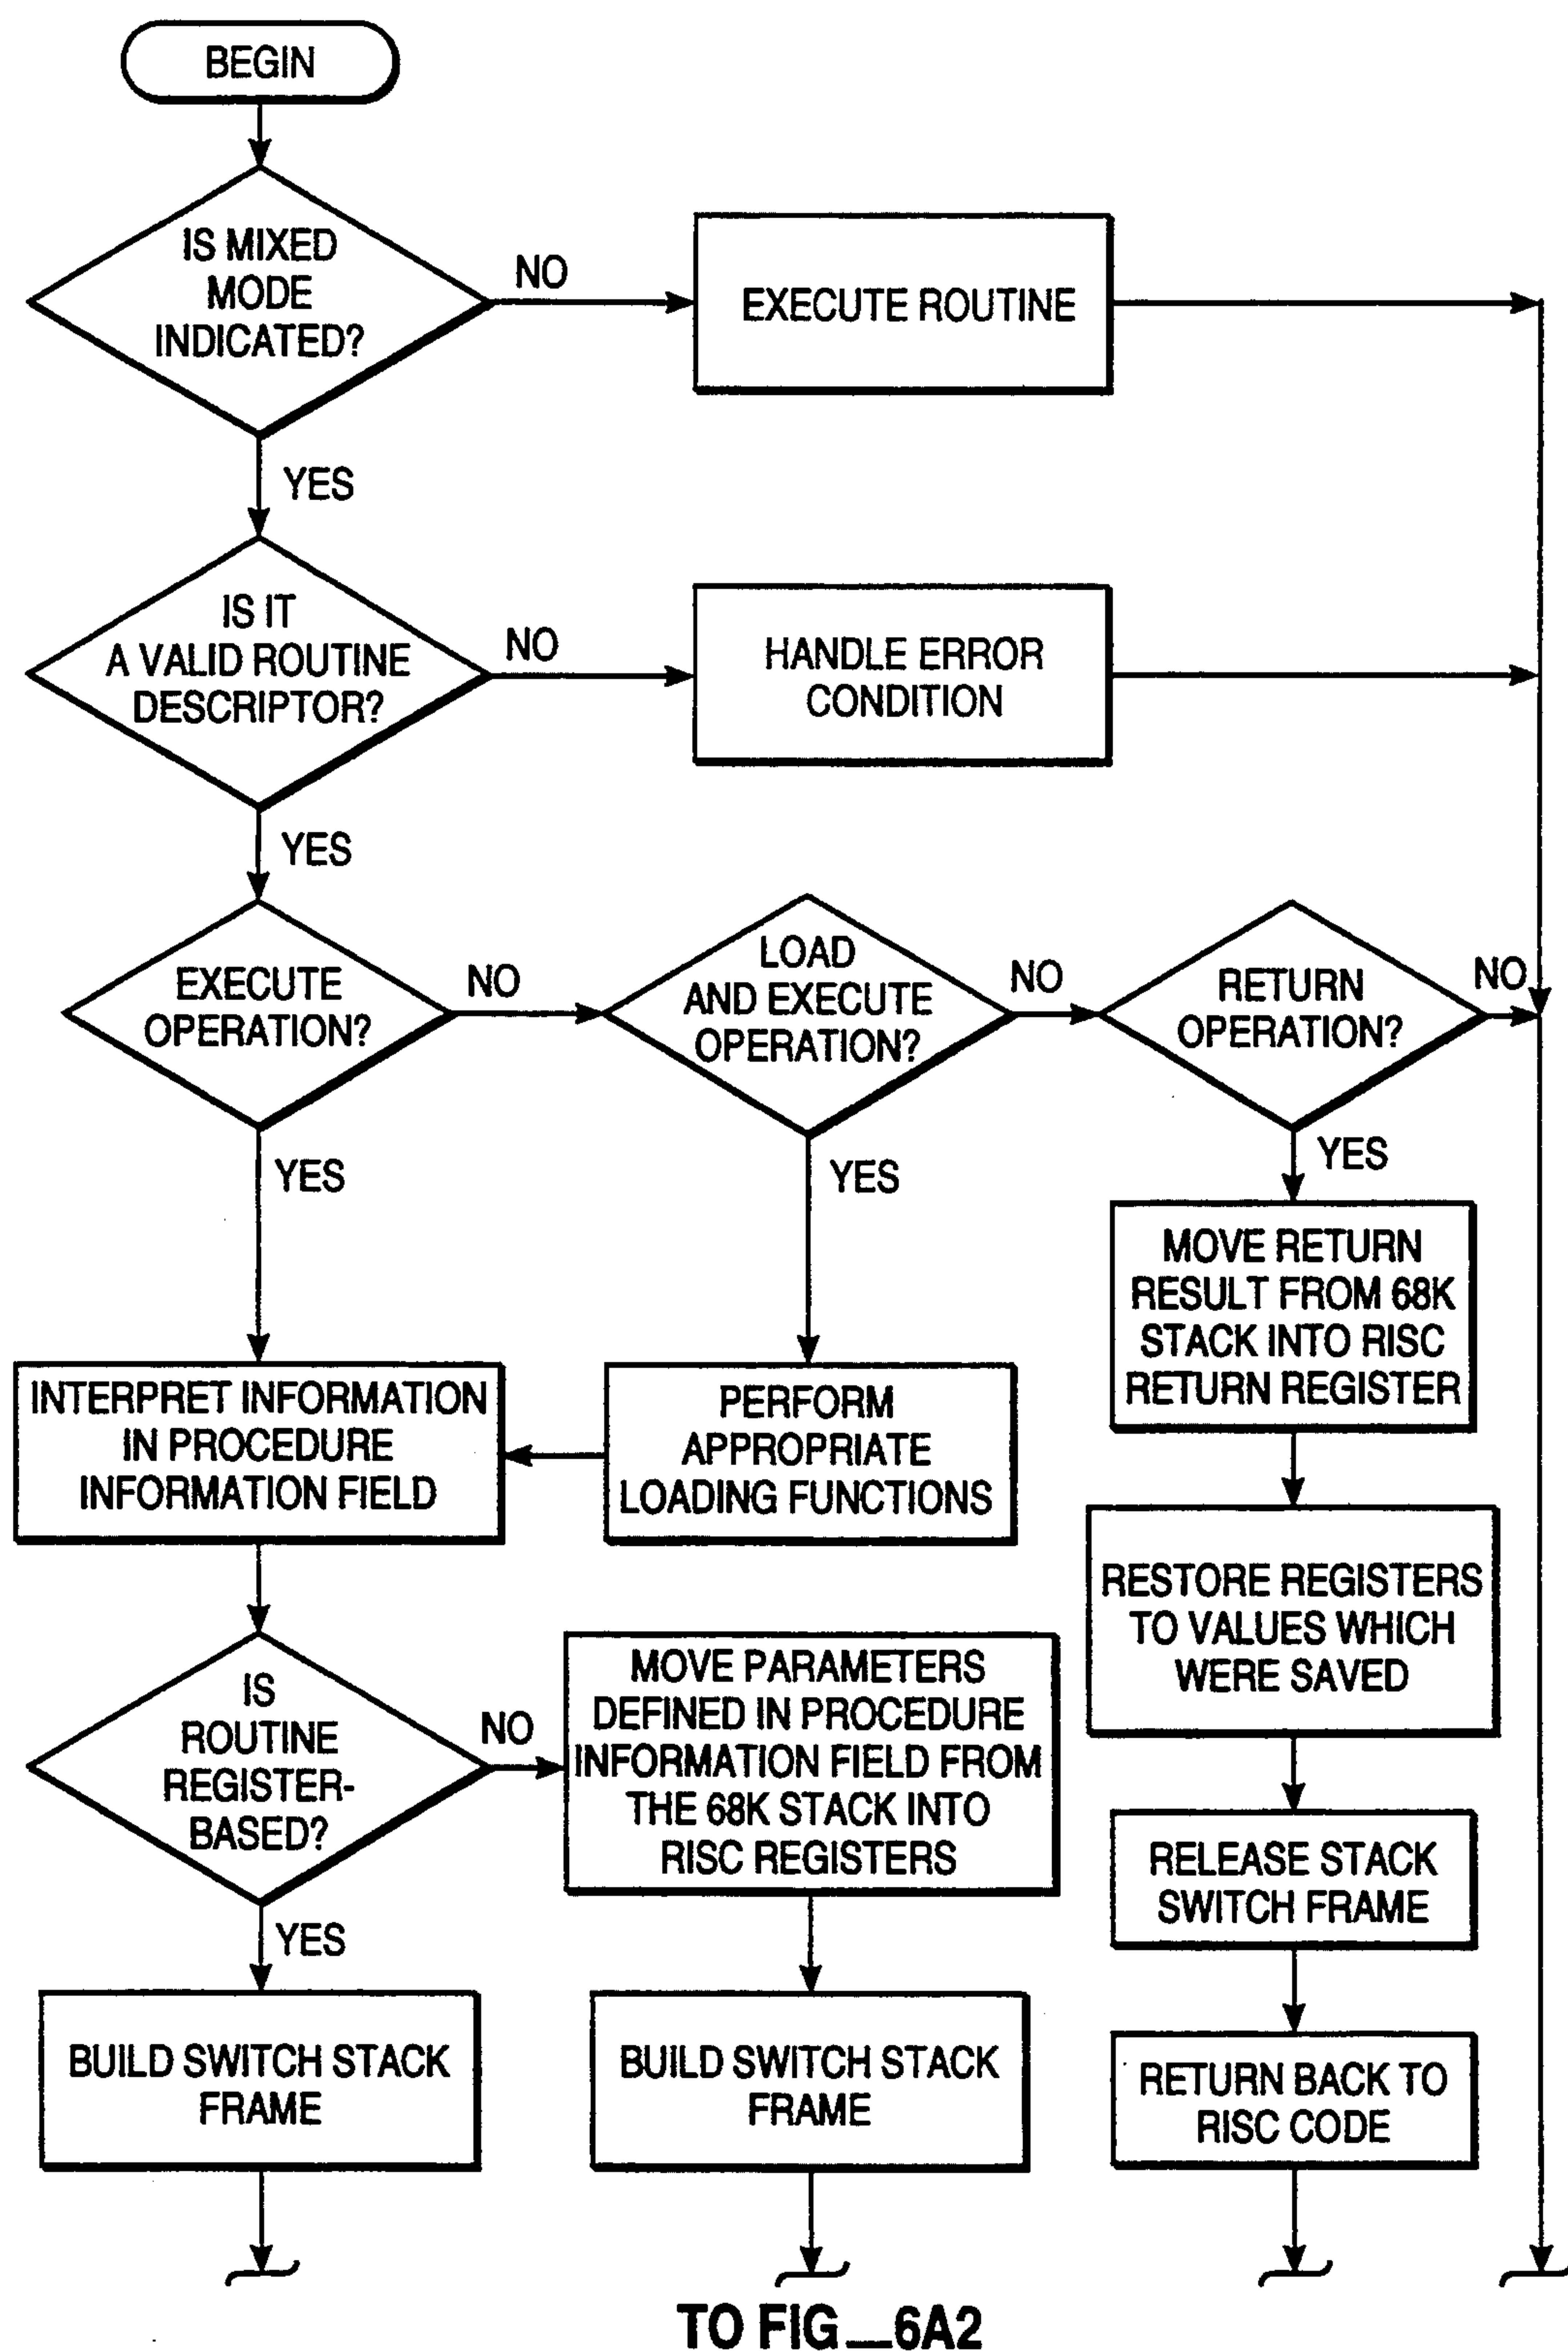 BEGIN
IS MIXED
MODE
INDICATED?
NO
EXECUTE ROUTINE
YES
IS IT
A VALID ROUTINE
DESCRIPTOR?
NO
HANDLE ERROR
CONDITION
YES
EXECUTE
OPERATION?
NO
LOAD
AND EXECUTE
OPERATION?
NO
RETURN
OPERATION?
NO
YES
YES
YES
MOVE RETURN
RESULT FROM 68K
STACK INTO RISC
RETURN REGISTER
INTERPRET INFORMATION
IN PROCEDURE
INFORMATION FIELD
PERFORM
APPROPRIATE
LOADING FUNCTIONS
RESTORE REGISTERS
TO VALUES WHICH
WERE SAVED
IS
ROUTINE
REGISTER-
BASED?
NO
MOVE PARAMETERS
DEFINED IN PROCEDURE
INFORMATION FIELD FROM
THE 68K STACK INTO
RISC REGISTERS
RELEASE STACK
SWITCH FRAME
YES
BUILD SWITCH STACK
FRAME
BUILD SWITCH STACK
FRAME
RETURN BACK TO
RISC CODE
TO FIG_6A2